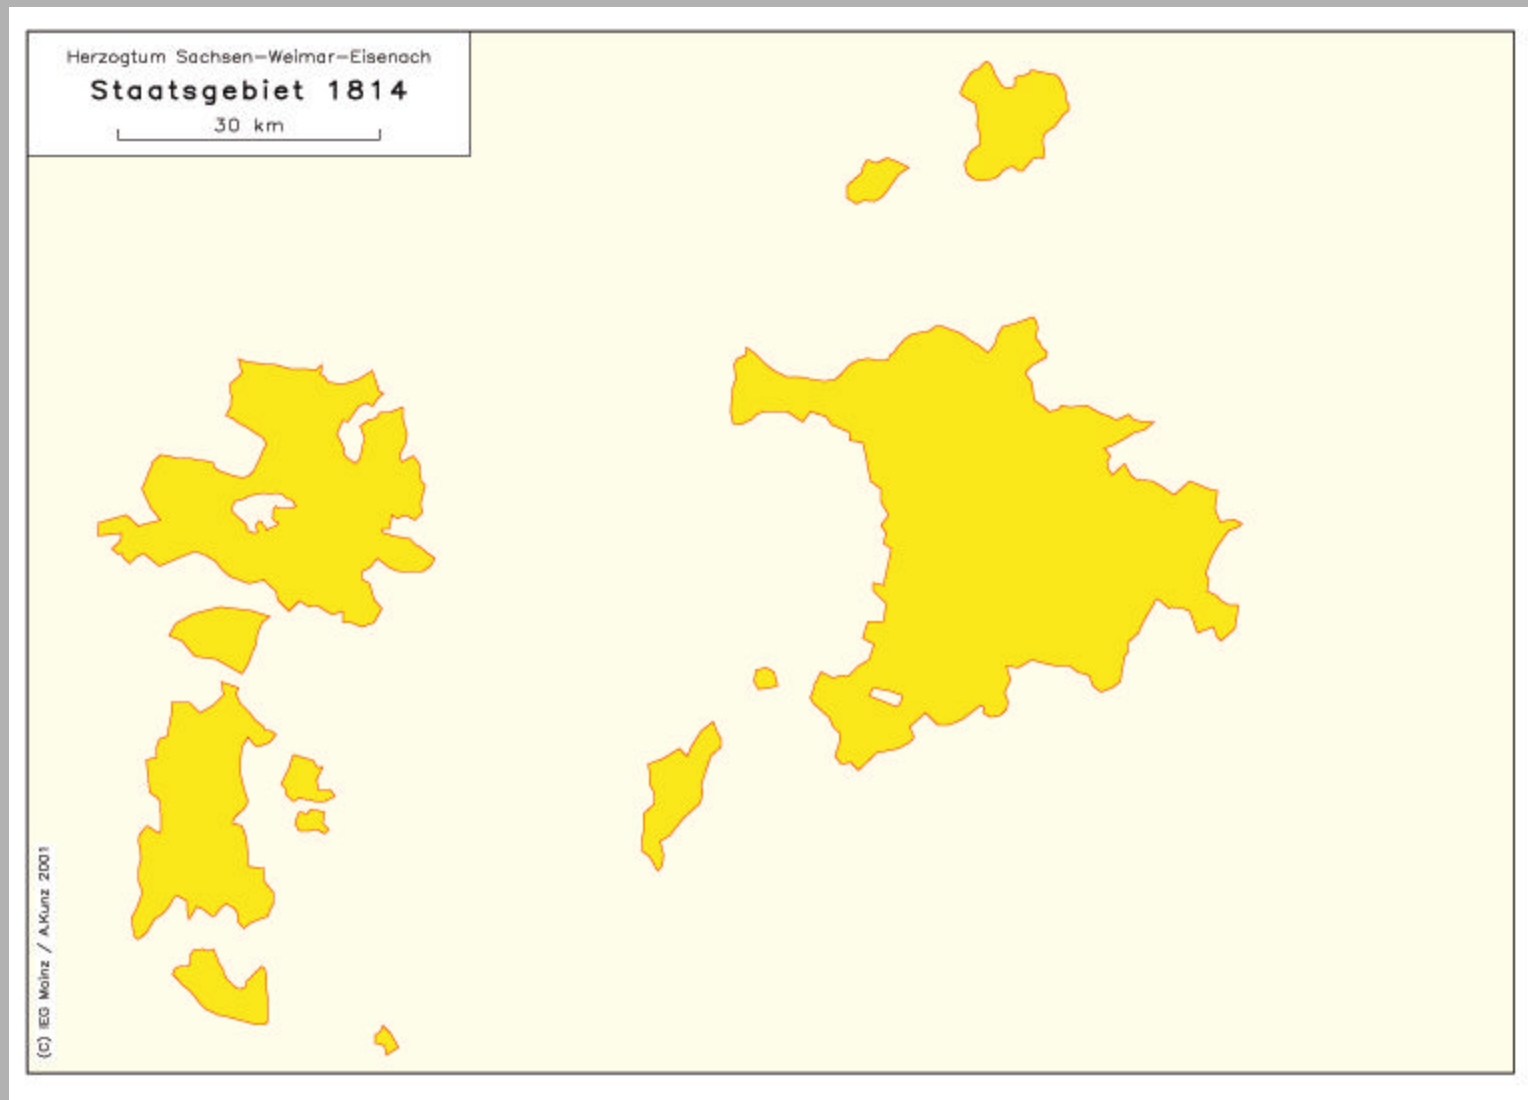 Herzogtum Sachsen-Weimar-Eisenach
Staatsgebiet 1814
30 km
(C) IEG Mainz / A.Kunz 2001